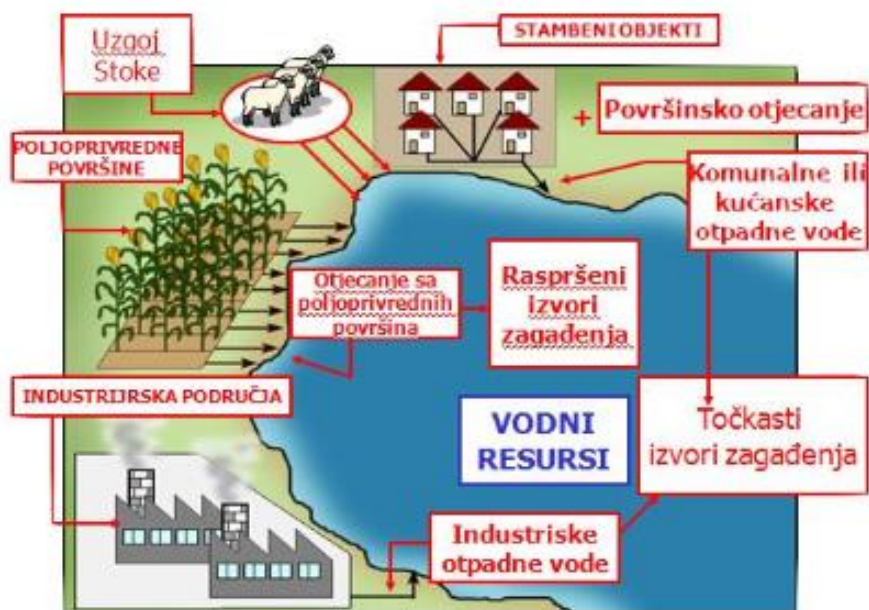 Uzgoj
Stoke
STAMBENI OBJEKTI
+ Površinsko otjecanje
POLJOPRIVREDNE
POVRŠINE
Komunalne ili
kućanske
otpadne vode
Otjecanje sa
poljoprivrednih
površina
Raspršeni
izvori
zagađenja
INDUSTRIJRSKA PODRUČJA
VODNI
RESURSI
Točkasti
izvori zagađenja
Industriske
otpadne vode